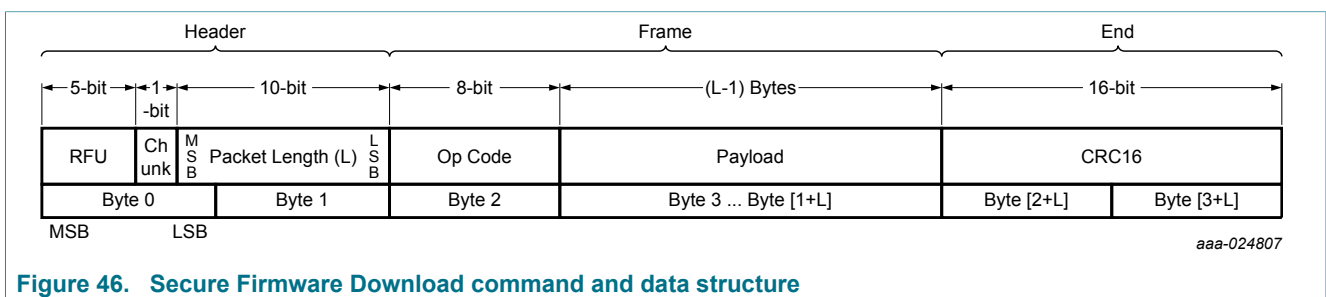 Header Frame End
5-bit 1 -bit 10-bit 8-bit (L-1) Bytes 16-bit
RFU Ch unk MSB Packet Length (L) LSB Op Code Payload CRC16
Byte 0 Byte 1 Byte 2 Byte 3 ... Byte [1+L] Byte [2+L] Byte [3+L]
MSB LSB
aaa-024807
Figure 46. Secure Firmware Download command and data structure